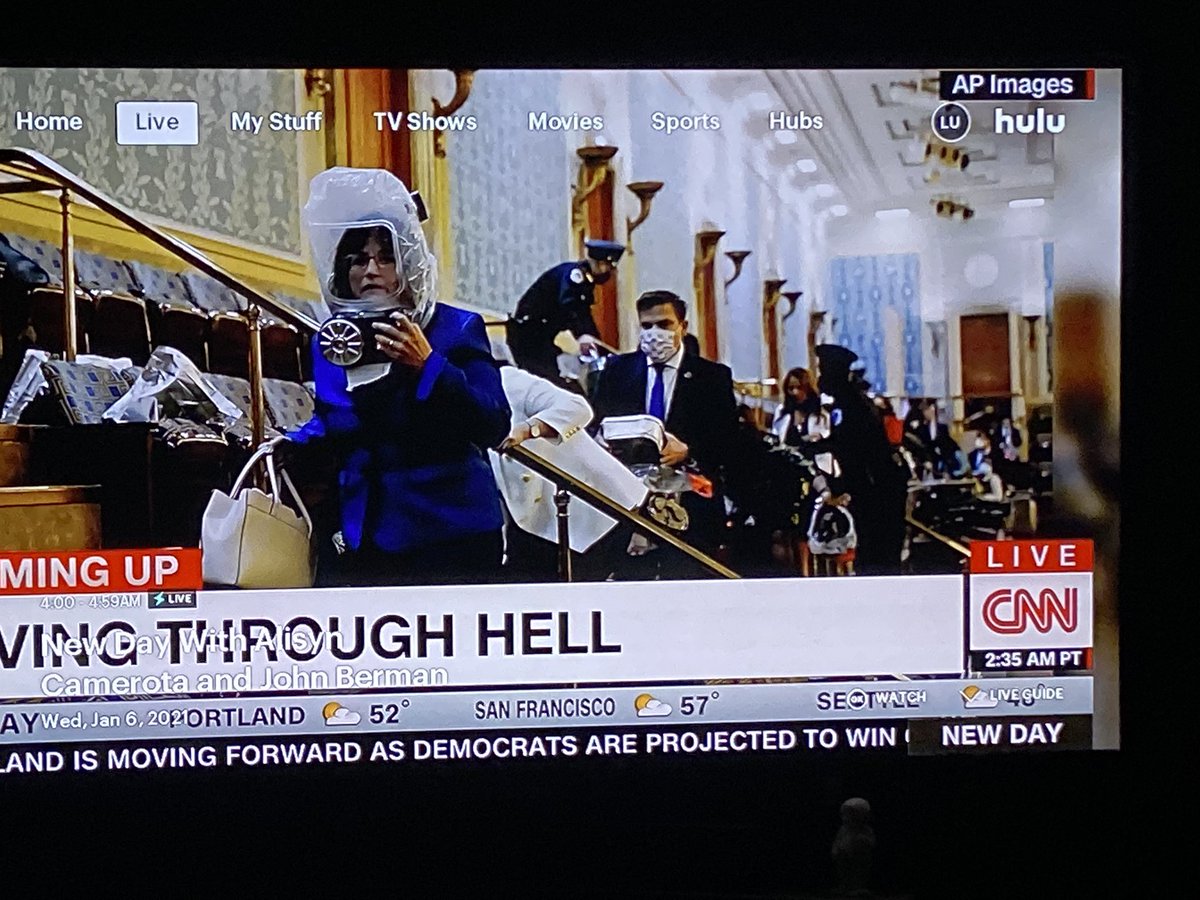 AP Images
Home Live My Stuff TV Shows Movies Sports Hubs LU hulu
MING UP
4:00 - 4:59AM LIVE
LIVE
CNN
VING THROUGH HELL
New Day With Alisyn
Camerota and John Berman
2:35 AM PT
AY Wed, Jan 6, 2021 PORTLAND 52° SAN FRANCISCO 57° SEATTLE OK WATCH LIVE GUIDE
LAND IS MOVING FORWARD AS DEMOCRATS ARE PROJECTED TO WIN
NEW DAY